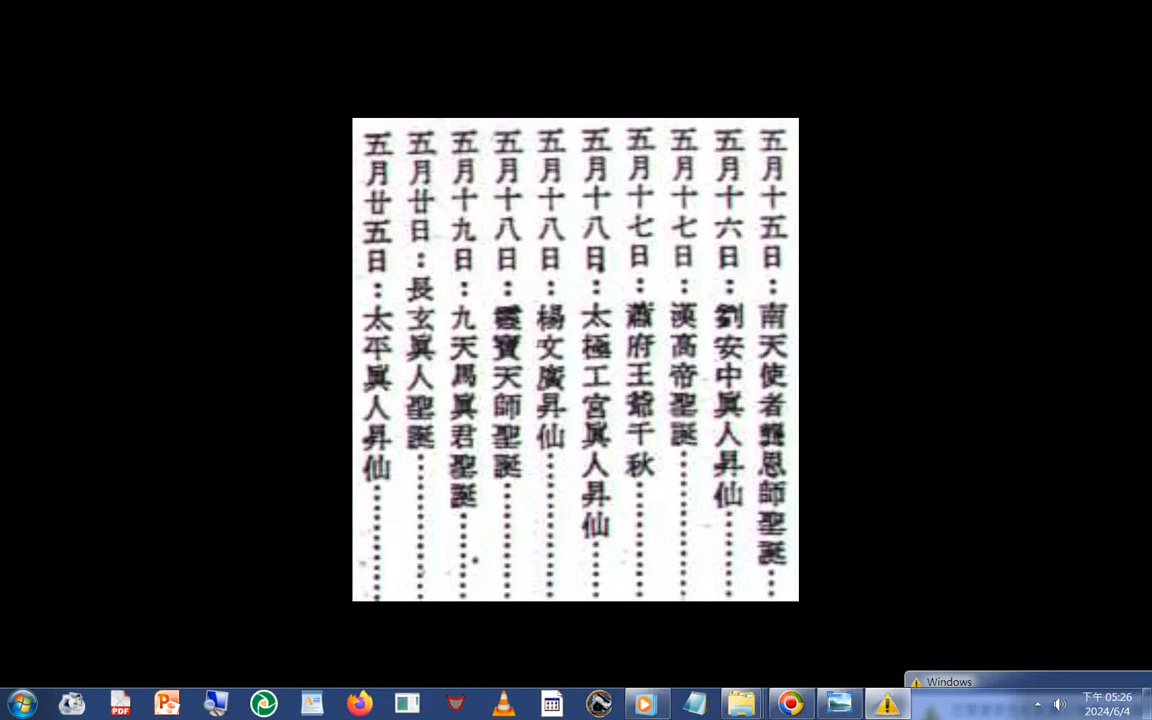 五月十五日：南天使者龔恩師聖誕
五月十六日：劉安中眞人昇仙
五月十七日：漢高帝聖誕
五月十七日：蕭府王爺千秋
五月十八日：太極工宮眞人昇仙
五月十八日：楊文廣昇仙
五月十八日：靈寶天師聖誕
五月十九日：九天馬眞君聖誕
五月廿日：長玄眞人聖誕
五月廿五日：太平眞人昇仙
Windows
下午 05:26
2024/6/4